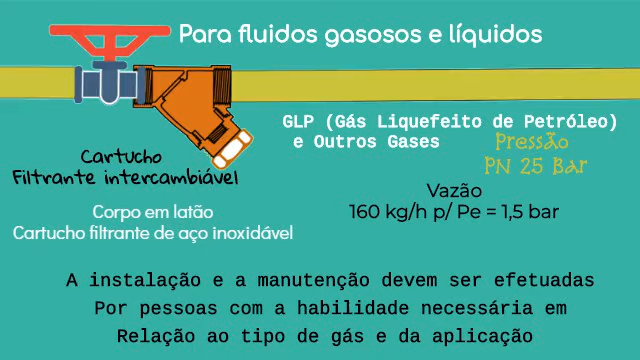 Para fluidos gasosos e líquidos
GLP (Gás Liquefeito de Petróleo)
e Outros Gases
Pressão
PN 25 Bar
Cartucho
Filtrante intercambiável
Vazão
160 kg/h p/ Pe = 1,5 bar
Corpo em latão
Cartucho filtrante de aço inoxidável
A instalação e a manutenção devem ser efetuadas
Por pessoas com a habilidade necessária em
Relação ao tipo de gás e da aplicação